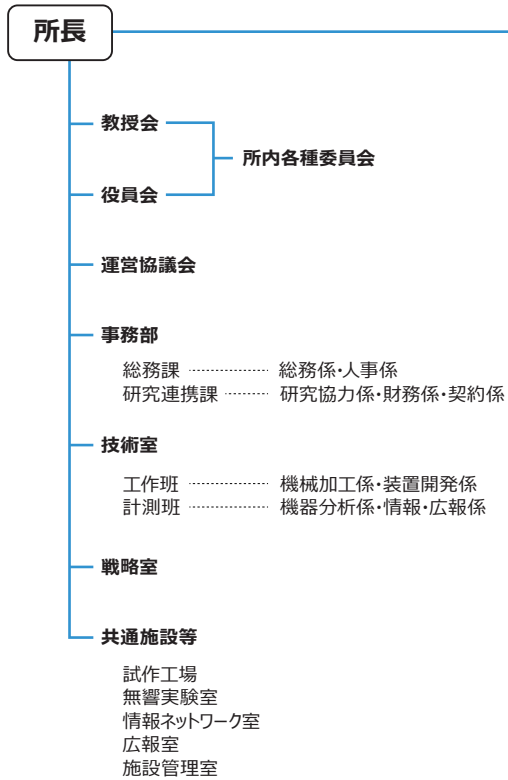 所長
教授会
所内各種委員会
役員会
運営協議会
事務部
総務課 ………… 総務係・人事係
研究連携課 ……… 研究協力係・財務係・契約係
技術室
工作班 ………… 機械加工係・装置開発係
計測班 ………… 機器分析係・情報・広報係
戦略室
共通施設等
試作工場
無響実験室
情報ネットワーク室
広報室
施設管理室